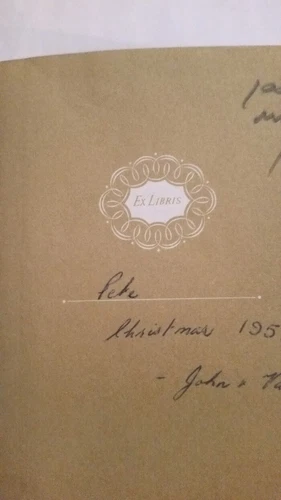 Ex Libris
Pete
Christmas 195
- John +